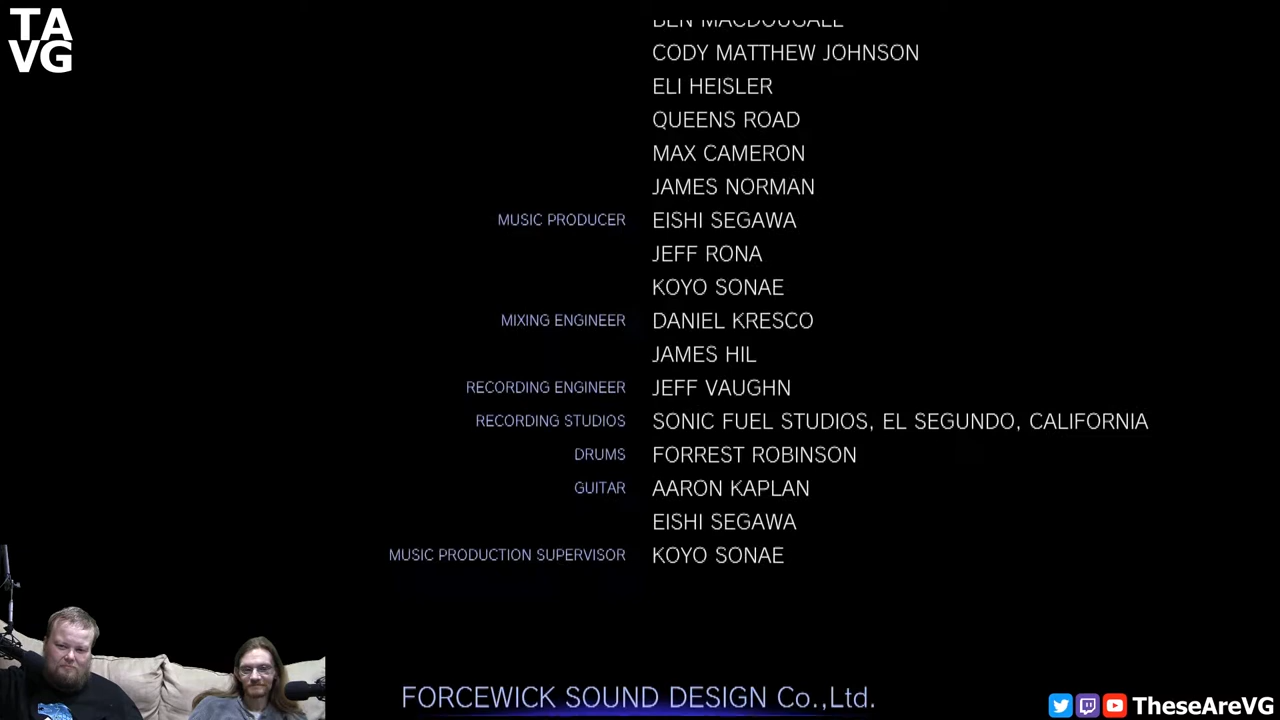 TA
VG
BEN MACDOUGALL
CODY MATTHEW JOHNSON
ELI HEISLER
QUEENS ROAD
MAX CAMERON
JAMES NORMAN
MUSIC PRODUCER EISHI SEGAWA
JEFF RONA
KOYO SONAE
MIXING ENGINEER DANIEL KRESCO
JAMES HIL
RECORDING ENGINEER JEFF VAUGHN
RECORDING STUDIOS SONIC FUEL STUDIOS, EL SEGUNDO, CALIFORNIA
DRUMS FORREST ROBINSON
GUITAR AARON KAPLAN
EISHI SEGAWA
MUSIC PRODUCTION SUPERVISOR KOYO SONAE
FORCEWICK SOUND DESIGN Co.,Ltd.
TheseAreVG